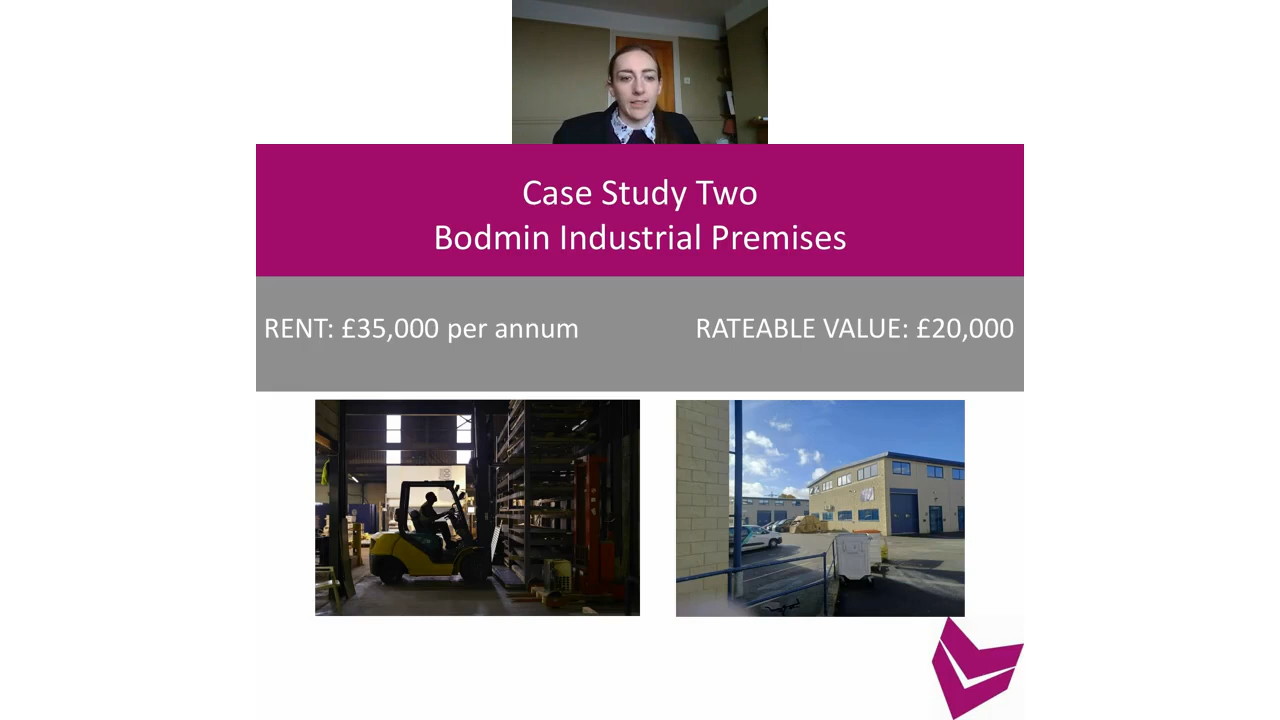 Case Study Two
Bodmin Industrial Premises
RENT: £35,000 per annum
RATEABLE VALUE: £20,000